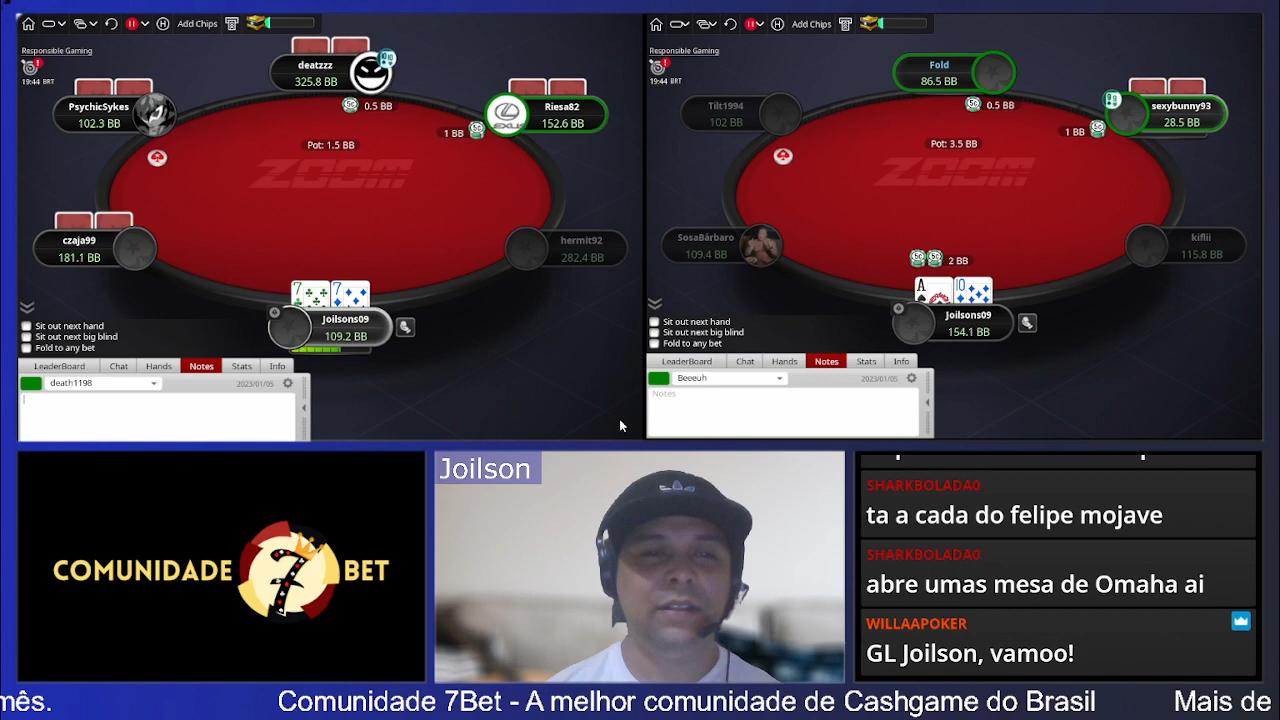 Add Chips
Responsible Gaming
19:44 BRT
deatzzz
325.8 BB
0.5 BB
PsychicSykes
102.3 BB
LEXUS
Riesa82
152.6 BB
1 BB
Pot: 1.5 BB
ZOOM
czaja99
181.1 BB
hermit92
282.4 BB
7 7
Joilsons09
109.2 BB
Sit out next hand
Sit out next big blind
Fold to any bet
LeaderBoard Chat Hands Notes Stats Info
death1198
2023/01/05
Add Chips
Responsible Gaming
19:44 BRT
Fold
86.5 BB
0.5 BB
Tilt1994
102 BB
sexybunny93
28.5 BB
1 BB
Pot: 3.5 BB
ZOOM
SosaBárbaro
109.4 BB
kiflii
115.8 BB
2 BB
A 10
Joilsons09
154.1 BB
Sit out next hand
Sit out next big blind
Fold to any bet
LeaderBoard Chat Hands Notes Stats Info
Beeeuh
2023/01/05
Notes
COMUNIDADE 7 BET
Joilson
SHARKBOLADA0
ta a cada do felipe mojave
SHARKBOLADA0
abre umas mesa de Omaha ai
WILLAAPOKER
GL Joilson, vamoo!
mês. Comunidade 7Bet - A melhor comunidade de Cashgame do Brasil Mais de